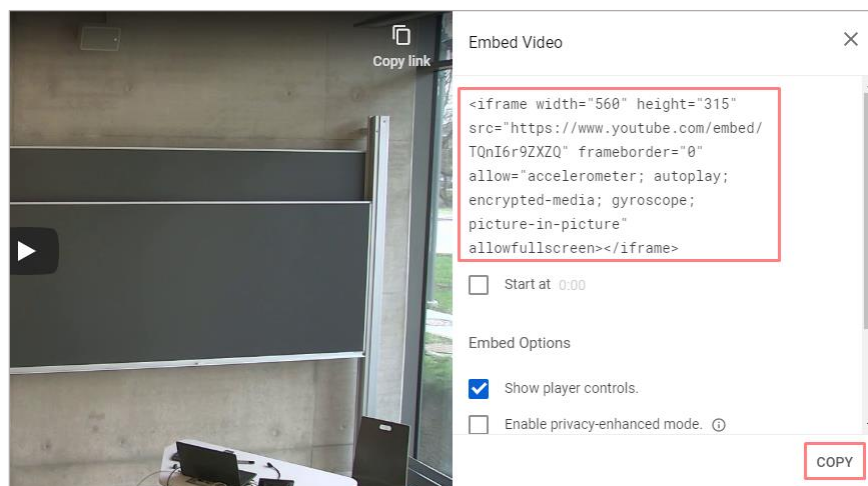 Copy link
Embed Video
<iframe width="560" height="315"
src="https://www.youtube.com/embed/
TQnI6r9ZXZQ" frameborder="0"
allow="accelerometer; autoplay;
encrypted-media; gyroscope;
picture-in-picture"
allowfullscreen></iframe>
Start at 0:00
Embed Options
Show player controls.
Enable privacy-enhanced mode.
COPY